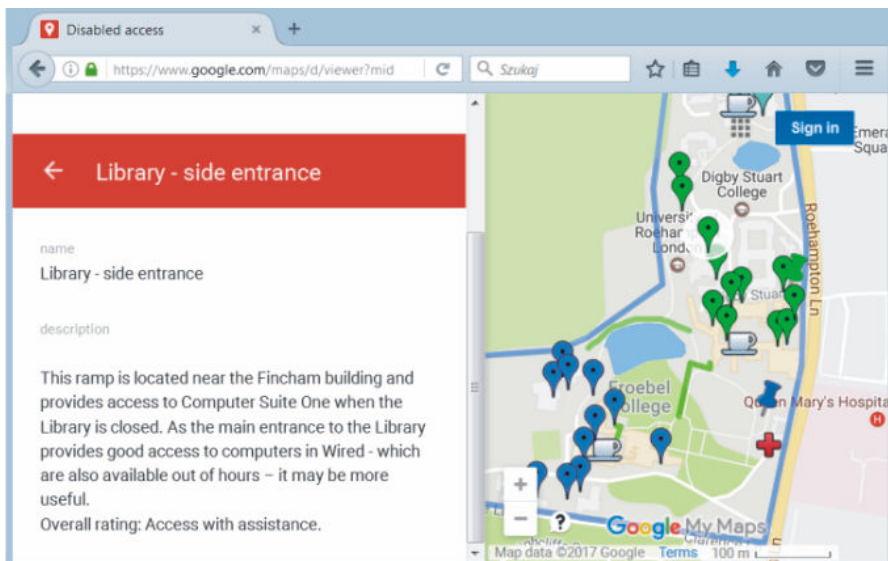 Disabled access
https://www.google.com/maps/d/viewer?mid
Szukaj
Library - side entrance
name
Library - side entrance
description
This ramp is located near the Fincham building and
provides access to Computer Suite One when the
Library is closed. As the main entrance to the Library
provides good access to computers in Wired - which
are also available out of hours – it may be more
useful.
Overall rating: Access with assistance.
Sign in
Emera
Squa
Digby Stuart
College
Roehampton Ln
Froebel
College
Mary's Hospita
H
?
Google My Maps
Map data ©2017 Google Terms 100 m